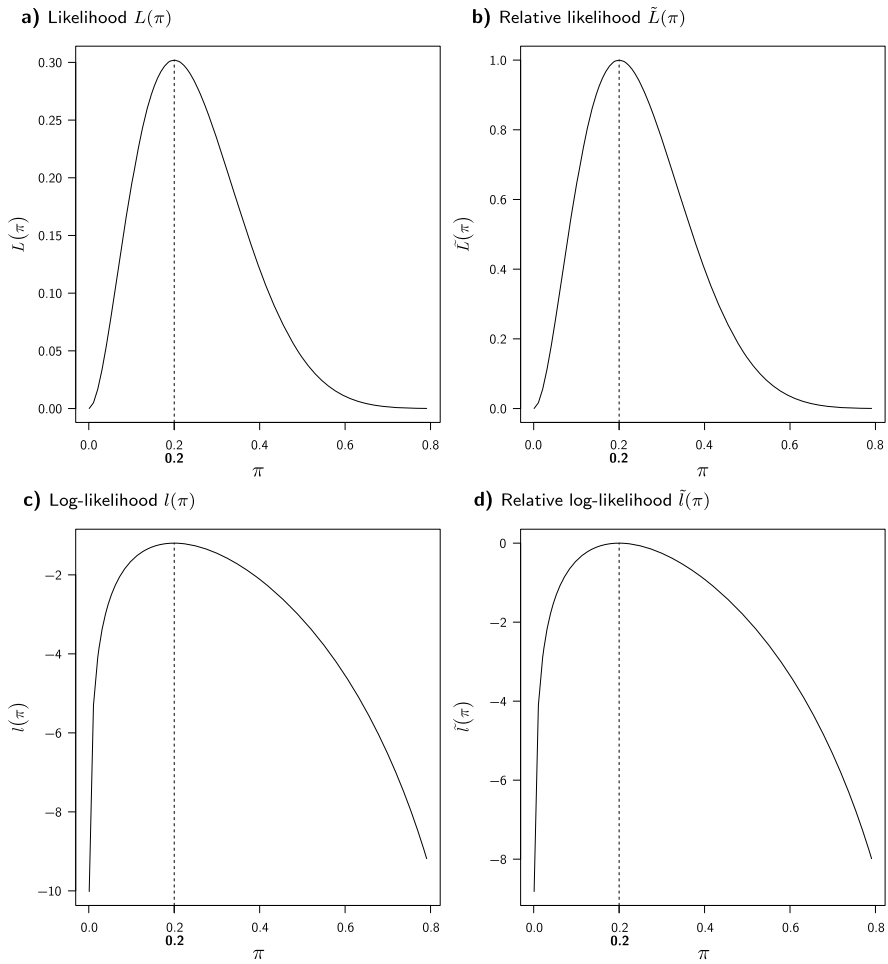 a) Likelihood L(π)
0.30
0.25
0.20
0.15
0.10
0.05
0.00
L(π)
0.0 0.2 0.4 0.6 0.8
0.2
π
b) Relative likelihood L̃(π)
1.0
0.8
0.6
0.4
0.2
0.0
L̃(π)
0.0 0.2 0.4 0.6 0.8
0.2
π
c) Log-likelihood l(π)
−2
−4
−6
−8
−10
l(π)
0.0 0.2 0.4 0.6 0.8
0.2
π
d) Relative log-likelihood l̃(π)
0
−2
−4
−6
−8
l̃(π)
0.0 0.2 0.4 0.6 0.8
0.2
π